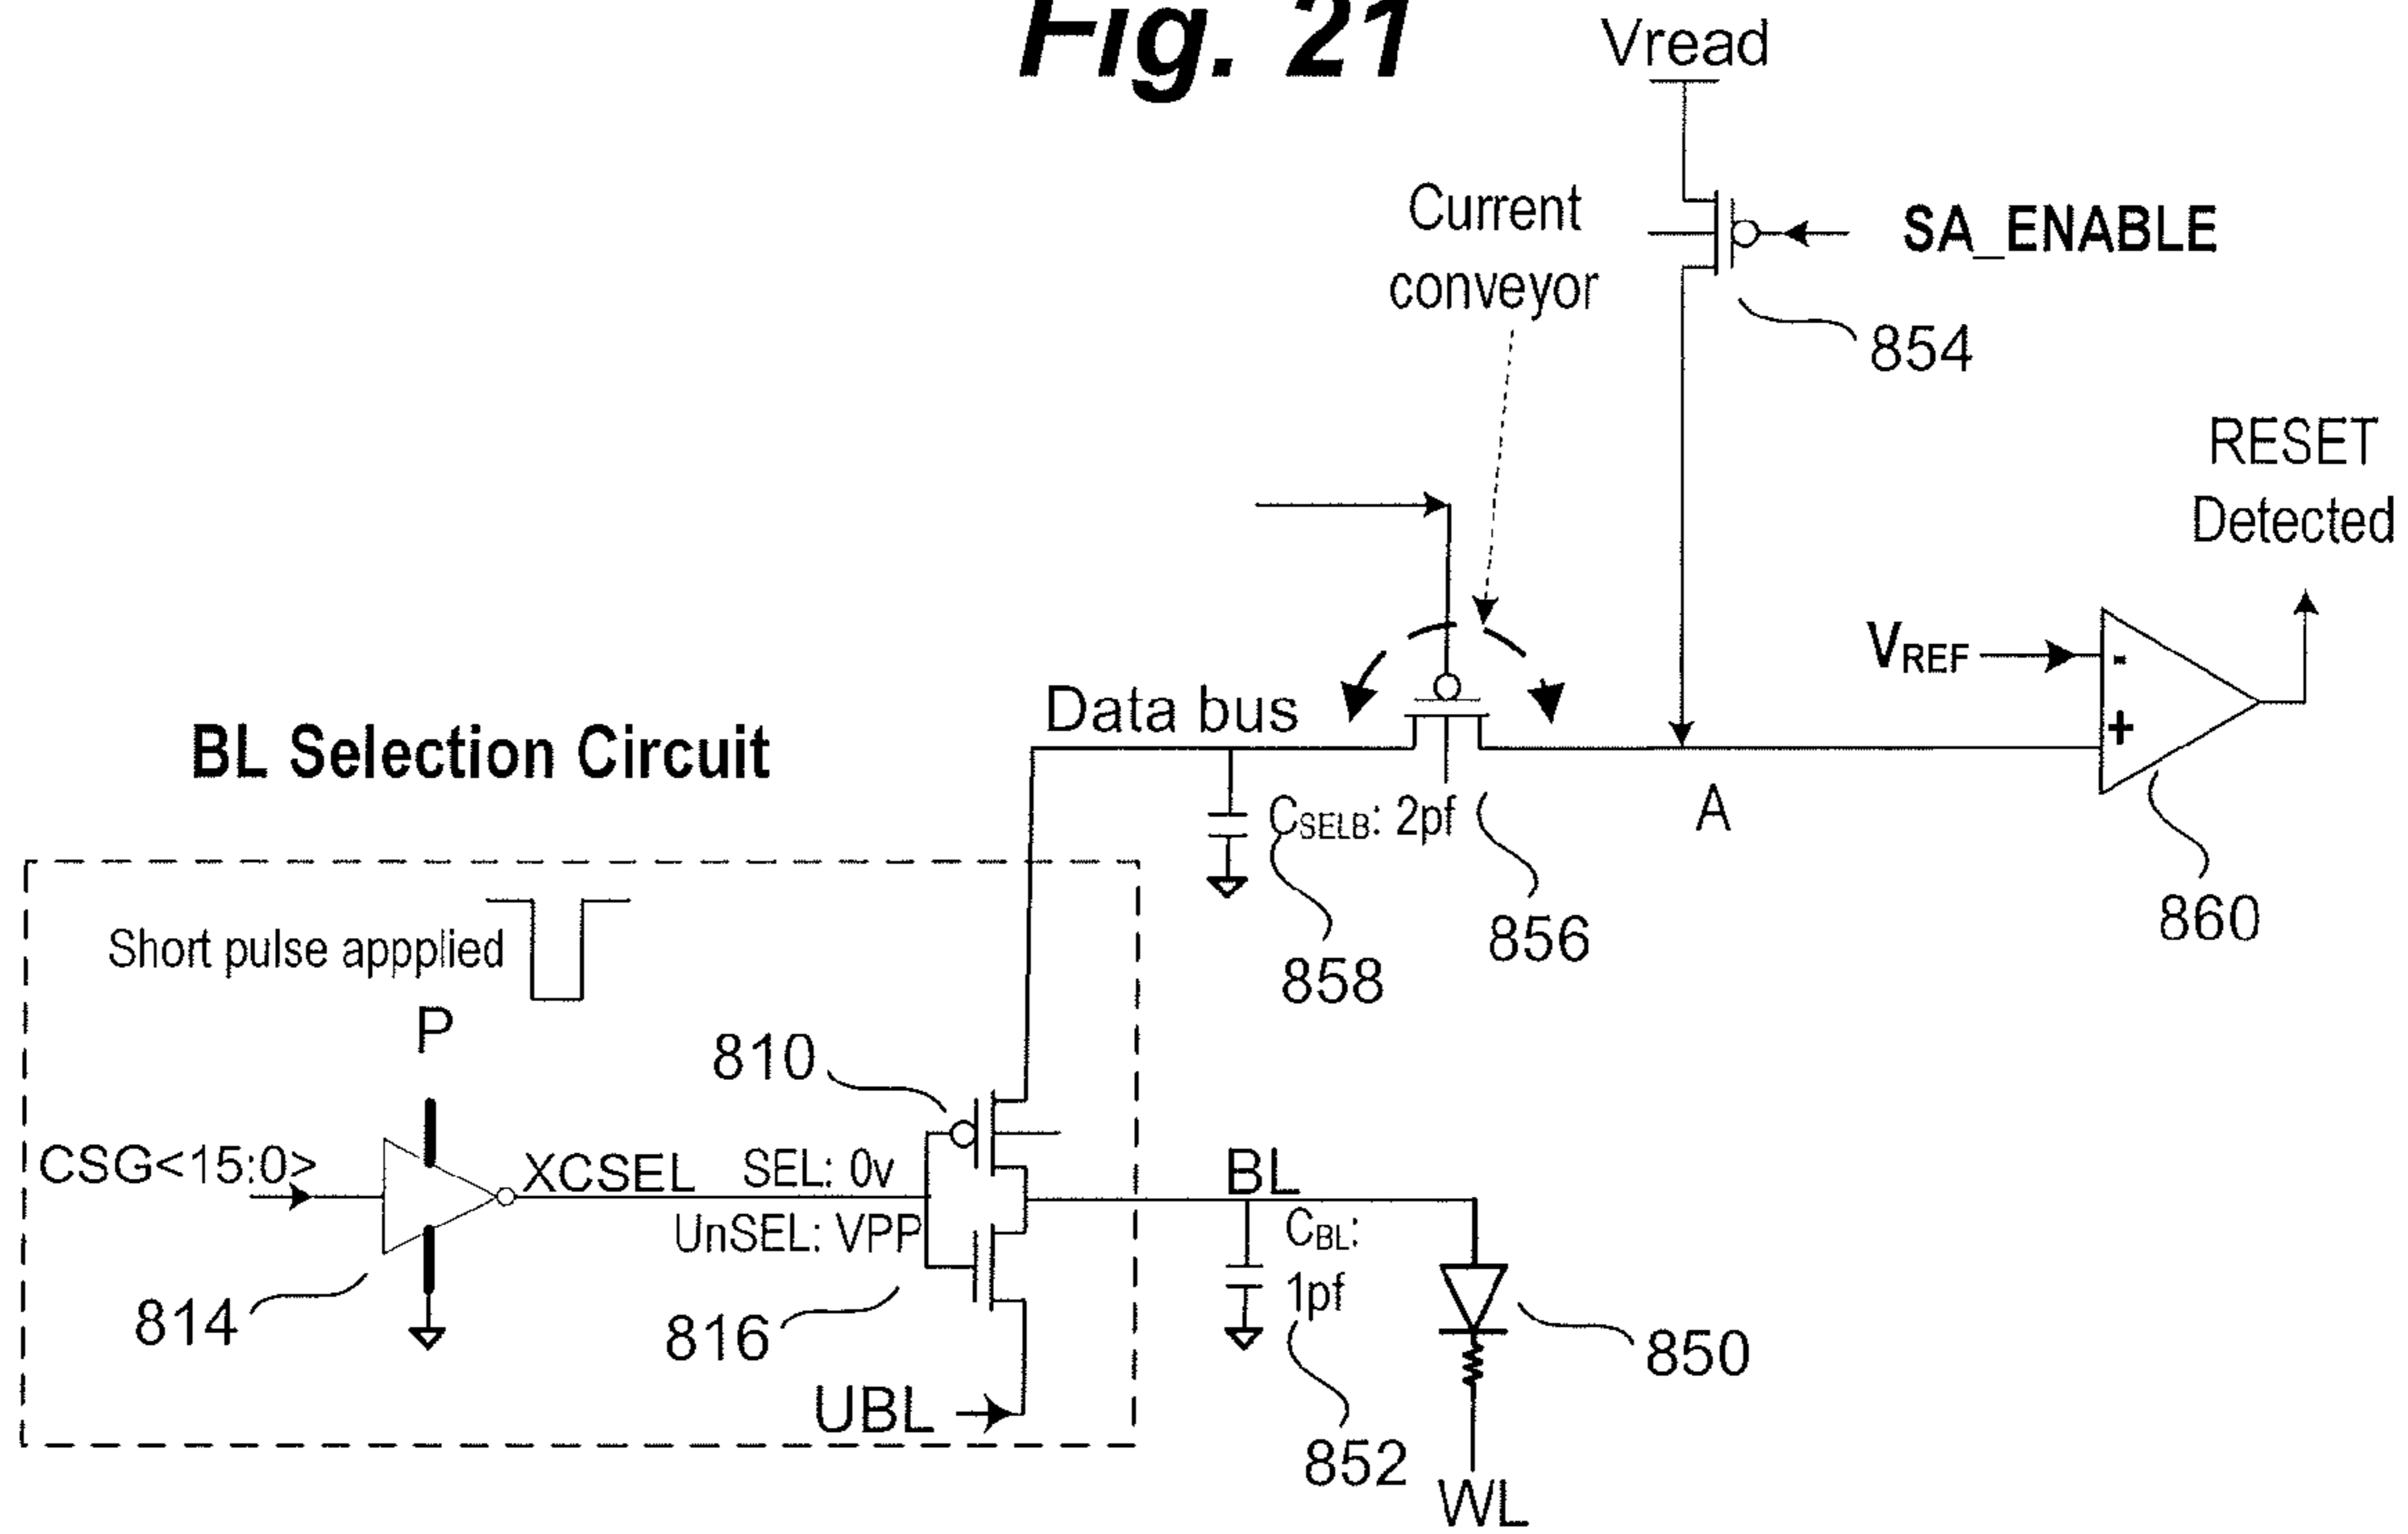 Fig. 21
Vread
Current
conveyor
SA_ENABLE
854
RESET
Detected
VREF
-
+
Data bus
BL Selection Circuit
CSELB: 2pf
A
860
856
858
Short pulse appplied
P
810
CSG<15:0>
XCSEL
SEL: 0v
UnSEL: VPP
BL
CBL:
1pf
814
816
850
UBL
852
WL